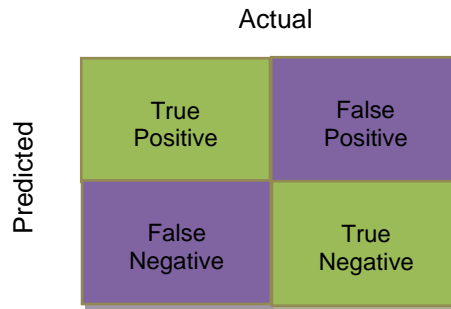 Actual
Predicted
True
Positive
False
Positive
False
Negative
True
Negative